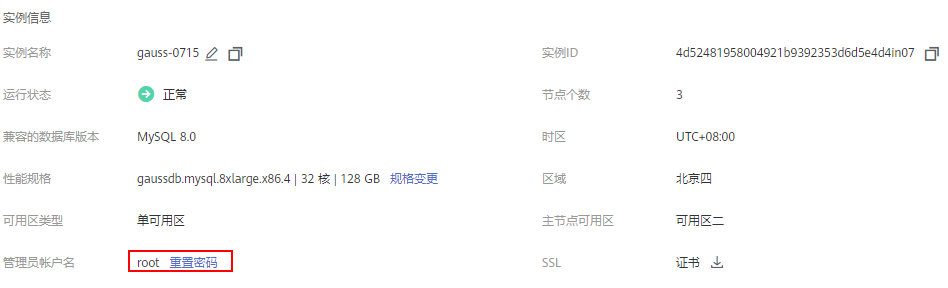 实例信息
实例名称 gauss-0715 实例ID 4d52481958004921b9392353d6d5e4d4in07
运行状态 正常 节点个数 3
兼容的数据库版本 MySQL 8.0 时区 UTC+08:00
性能规格 gaussdb.mysql.8xlarge.x86.4 | 32 核 | 128 GB 规格变更 区域 北京四
可用区类型 单可用区 主节点可用区 可用区二
管理员帐户名 root 重置密码 SSL 证书